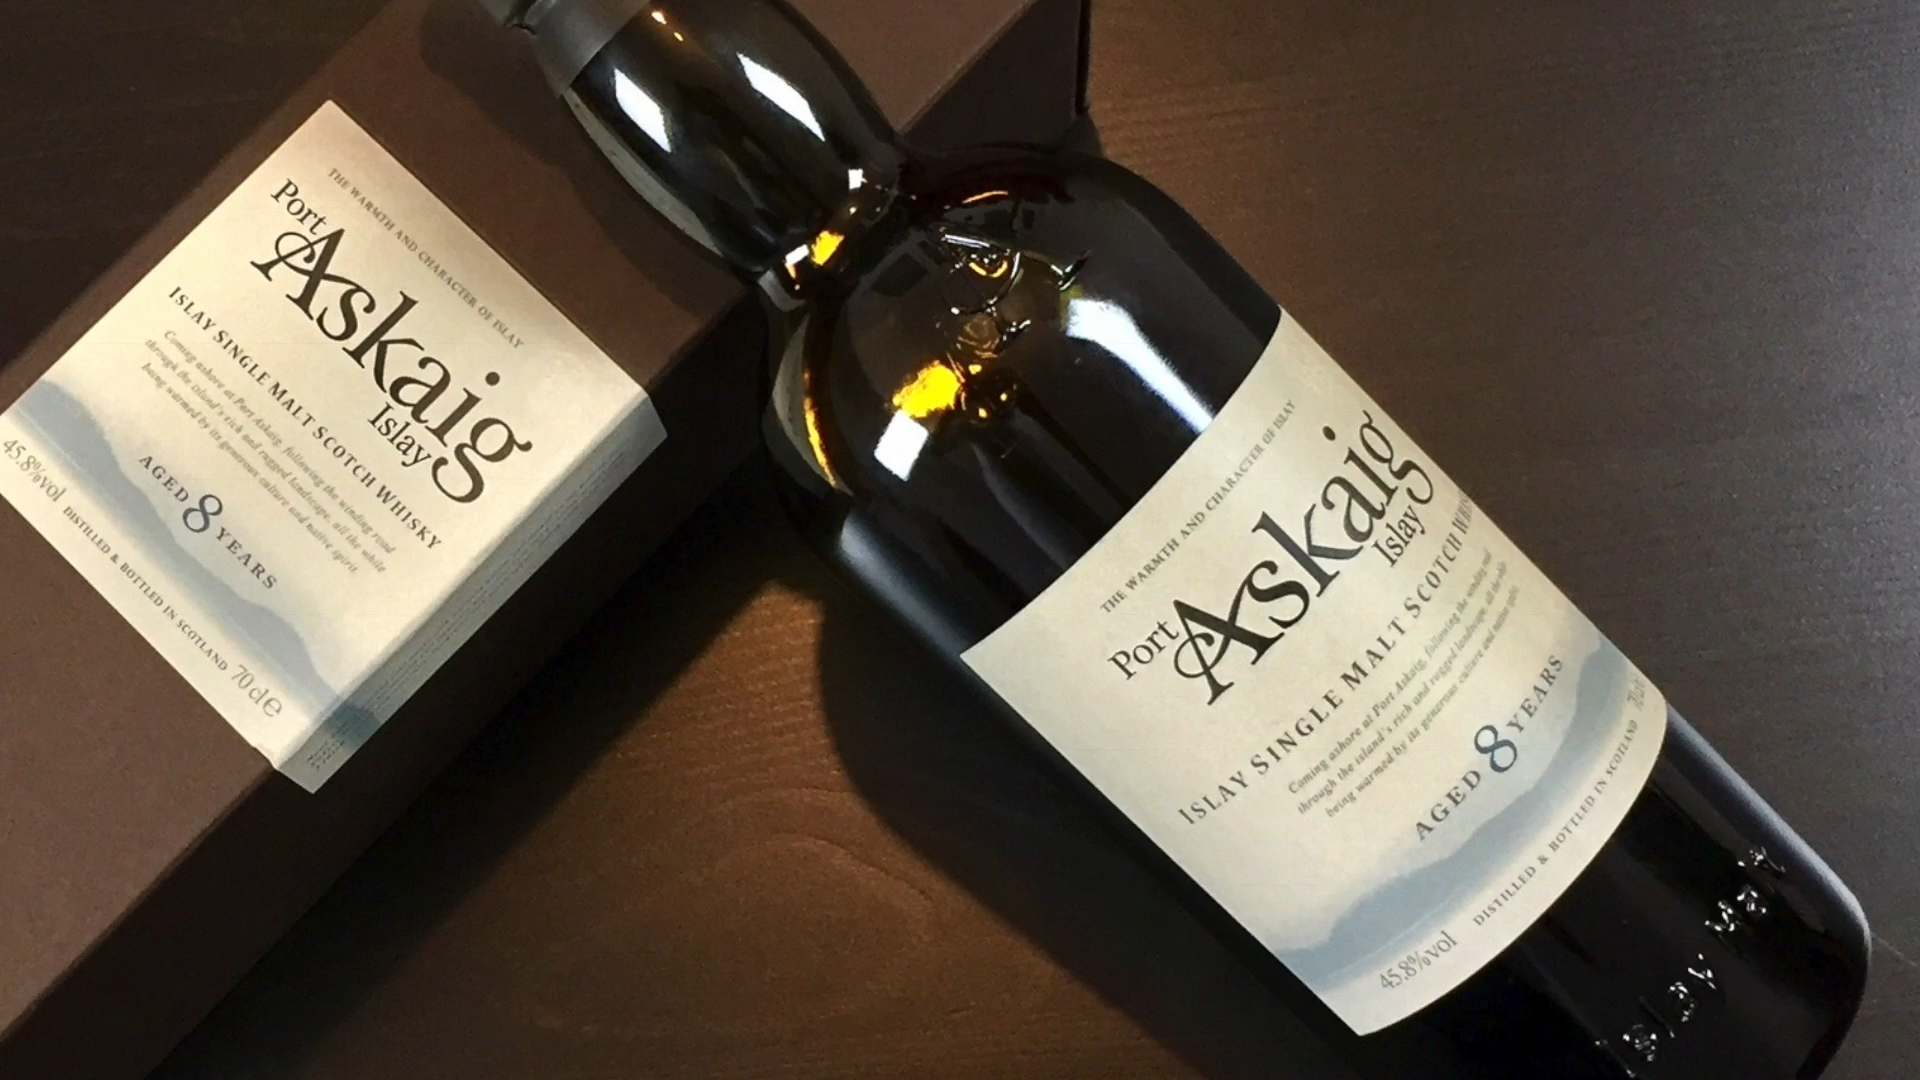 THE WARMTH AND CHARACTER OF ISLAY
Port
Askaig
Islay
ISLAY SINGLE MALT SCOTCH WHISKY
Coming ashore at Port Askaig, following the winding road
through the island's rich and rugged landscape, all the while
being warmed by its generous culture and native spirit.
AGED 8 YEARS
45.8%vol DISTILLED & BOTTLED IN SCOTLAND 70cl e
THE WARMTH AND CHARACTER OF ISLAY
Port
Askaig
Islay
ISLAY SINGLE MALT SCOTCH
Coming ashore at Port Askaig, following the winding road
through the island's rich and rugged landscape, all the while
being warmed by its generous culture and native spirit.
AGED 8 YEARS
45.8%vol DISTILLED & BOTTLED IN SCOTLAND 70cl
Islay